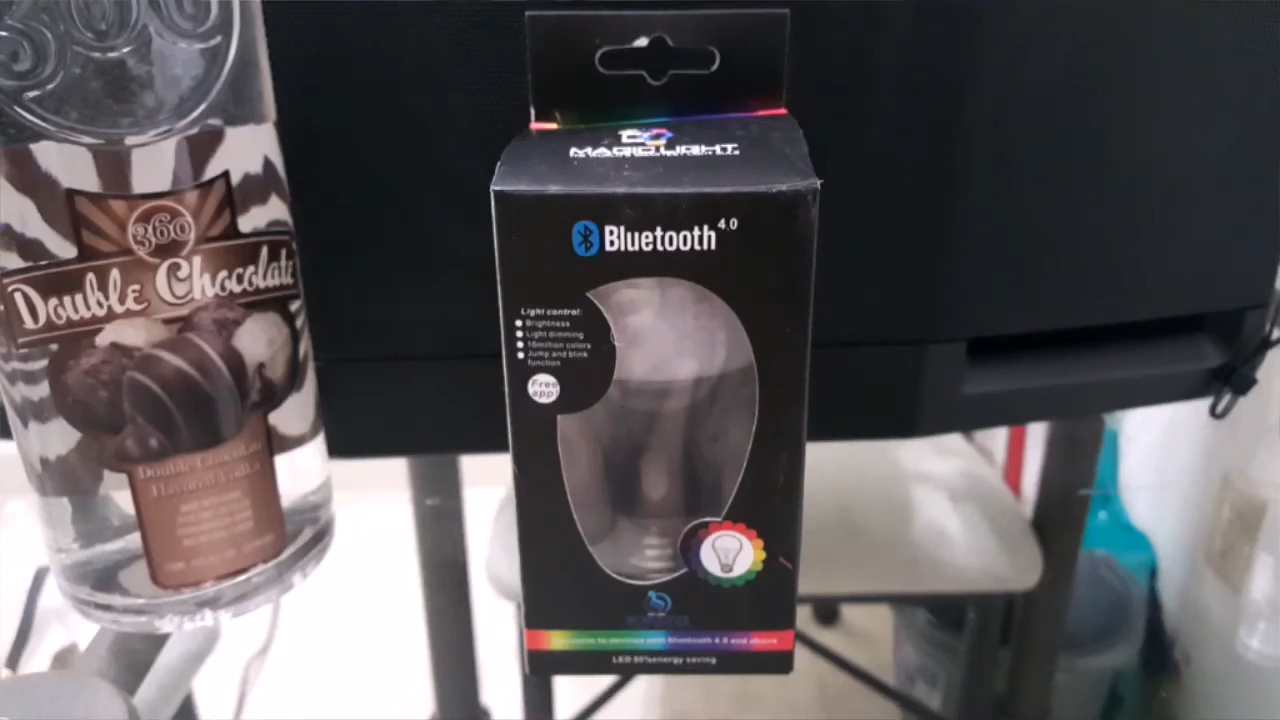 360
360
Double Chocolate
Double Chocolate
Flavored Vodka
MAGIC LIGHT
Bluetooth 4.0
Light control:
Brightness
Light dimming
16million colors
Jump and blink
function
Free
app!
to devices with bluetooth 4.0 and above
LED 80%energy saving